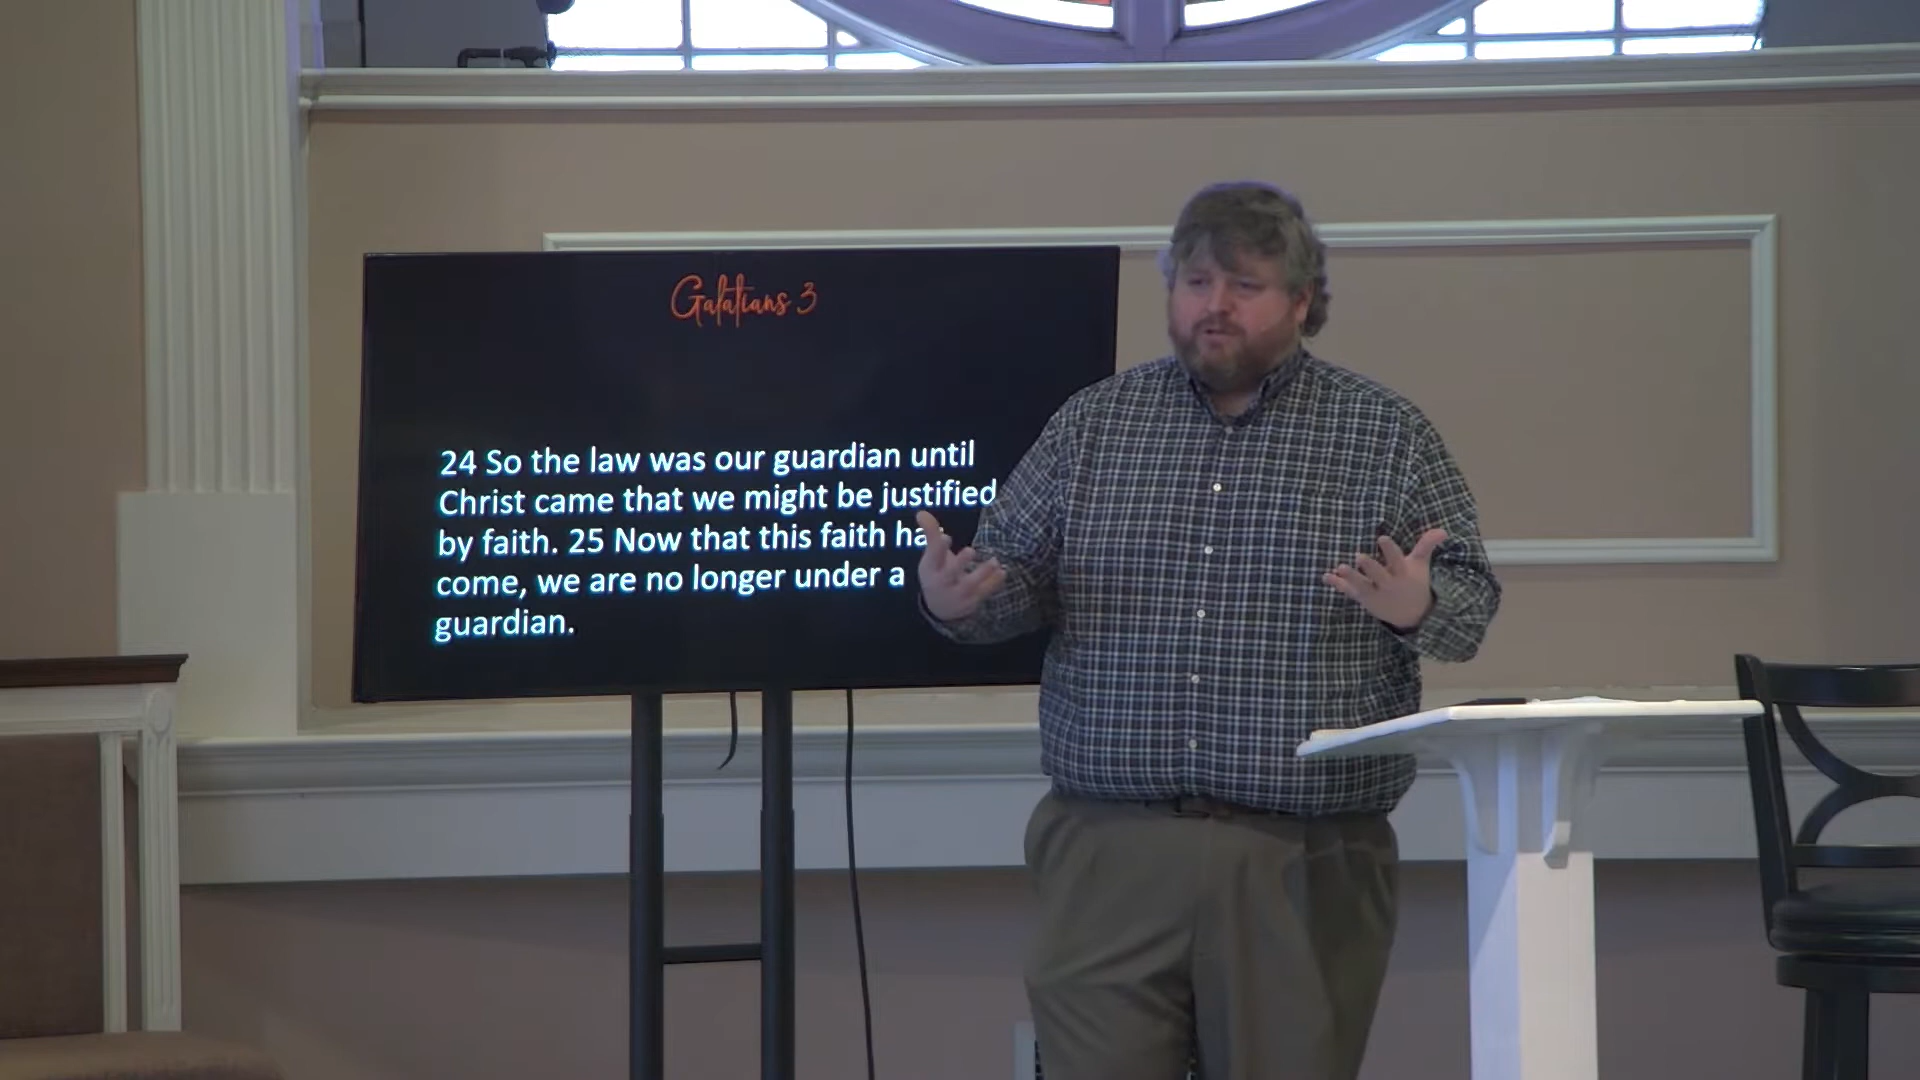 Galatians 3
24 So the law was our guardian until
Christ came that we might be justified
by faith. 25 Now that this faith
come, we are no longer under a
guardian.